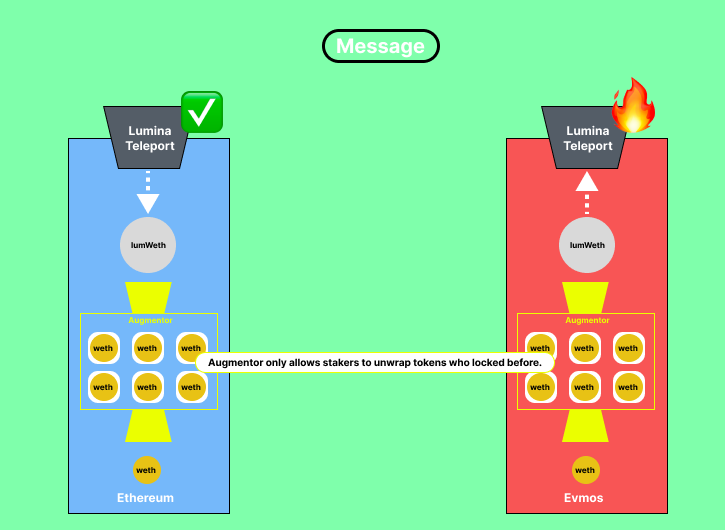 Message
Lumina
Teleport
Lumina
Teleport
lumWeth
lumWeth
Augmentor
Augmentor
weth weth weth
weth weth weth
Augmentor only allows stakers to unwrap tokens who locked before.
weth weth weth
weth weth weth
weth
weth
Ethereum
Evmos